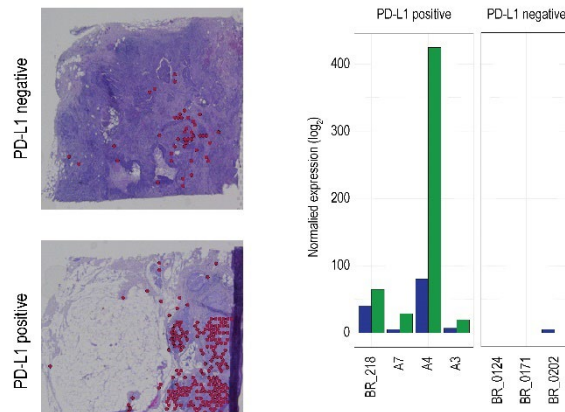 PD-L1 negative
PD-L1 positive
PD-L1 positive
PD-L1 negative
Normalied expression (log2)
400
300
200
100
0
BR_218
A7
A4
A3
BR_0124
BR_0171
BR_0202